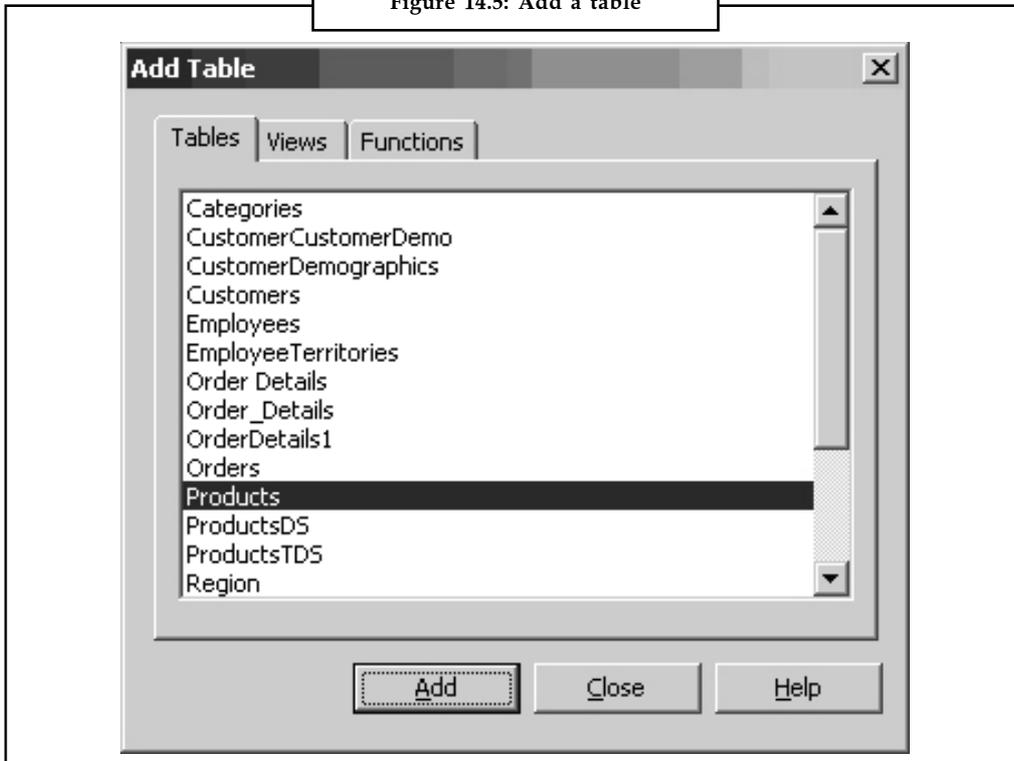 Figure 14.5: Add a table
Add Table
Tables Views Functions
Categories
CustomerCustomerDemo
CustomerDemographics
Customers
Employees
EmployeeTerritories
Order Details
Order_Details
OrderDetails1
Orders
Products
ProductsDS
ProductsTDS
Region
Add Close Help